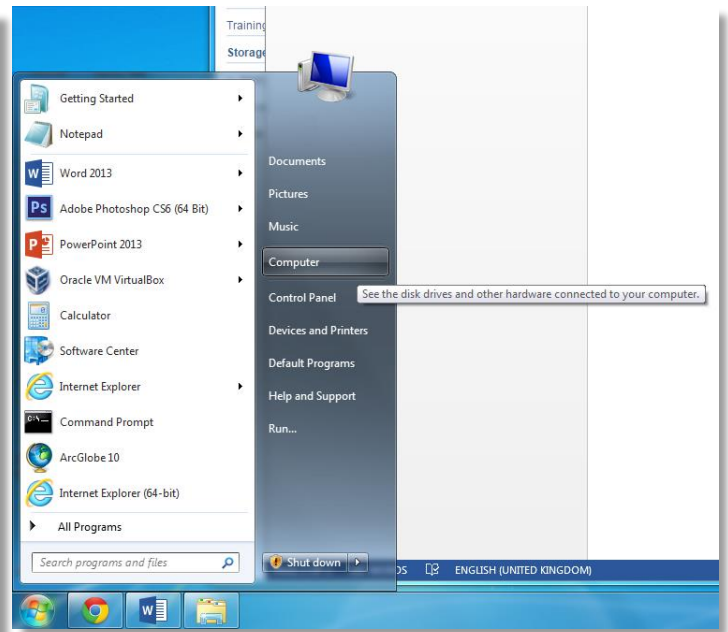 Training
Storage
Getting Started
Notepad
Word 2013
Adobe Photoshop CS6 (64 Bit)
PowerPoint 2013
Oracle VM VirtualBox
Calculator
Software Center
Internet Explorer
Command Prompt
ArcGlobe 10
Internet Explorer (64-bit)
All Programs
Search programs and files
Documents
Pictures
Music
Computer
See the disk drives and other hardware connected to your computer.
Control Panel
Devices and Printers
Default Programs
Help and Support
Run...
Shut down
DS ENGLISH (UNITED KINGDOM)